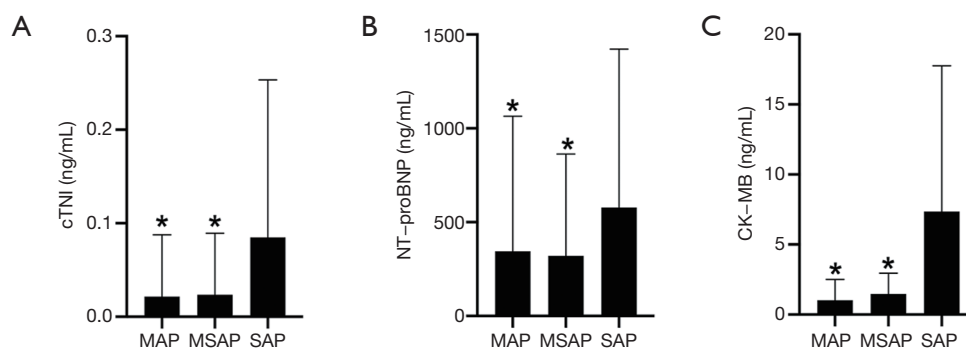 A
0.3
0.2
0.1
0.0
cTNI (ng/mL)
* *
MAP MSAP SAP
B
1500
1000
500
0
NT-proBNP (ng/mL)
* *
MAP MSAP SAP
C
20
15
10
5
0
CK-MB (ng/mL)
* *
MAP MSAP SAP